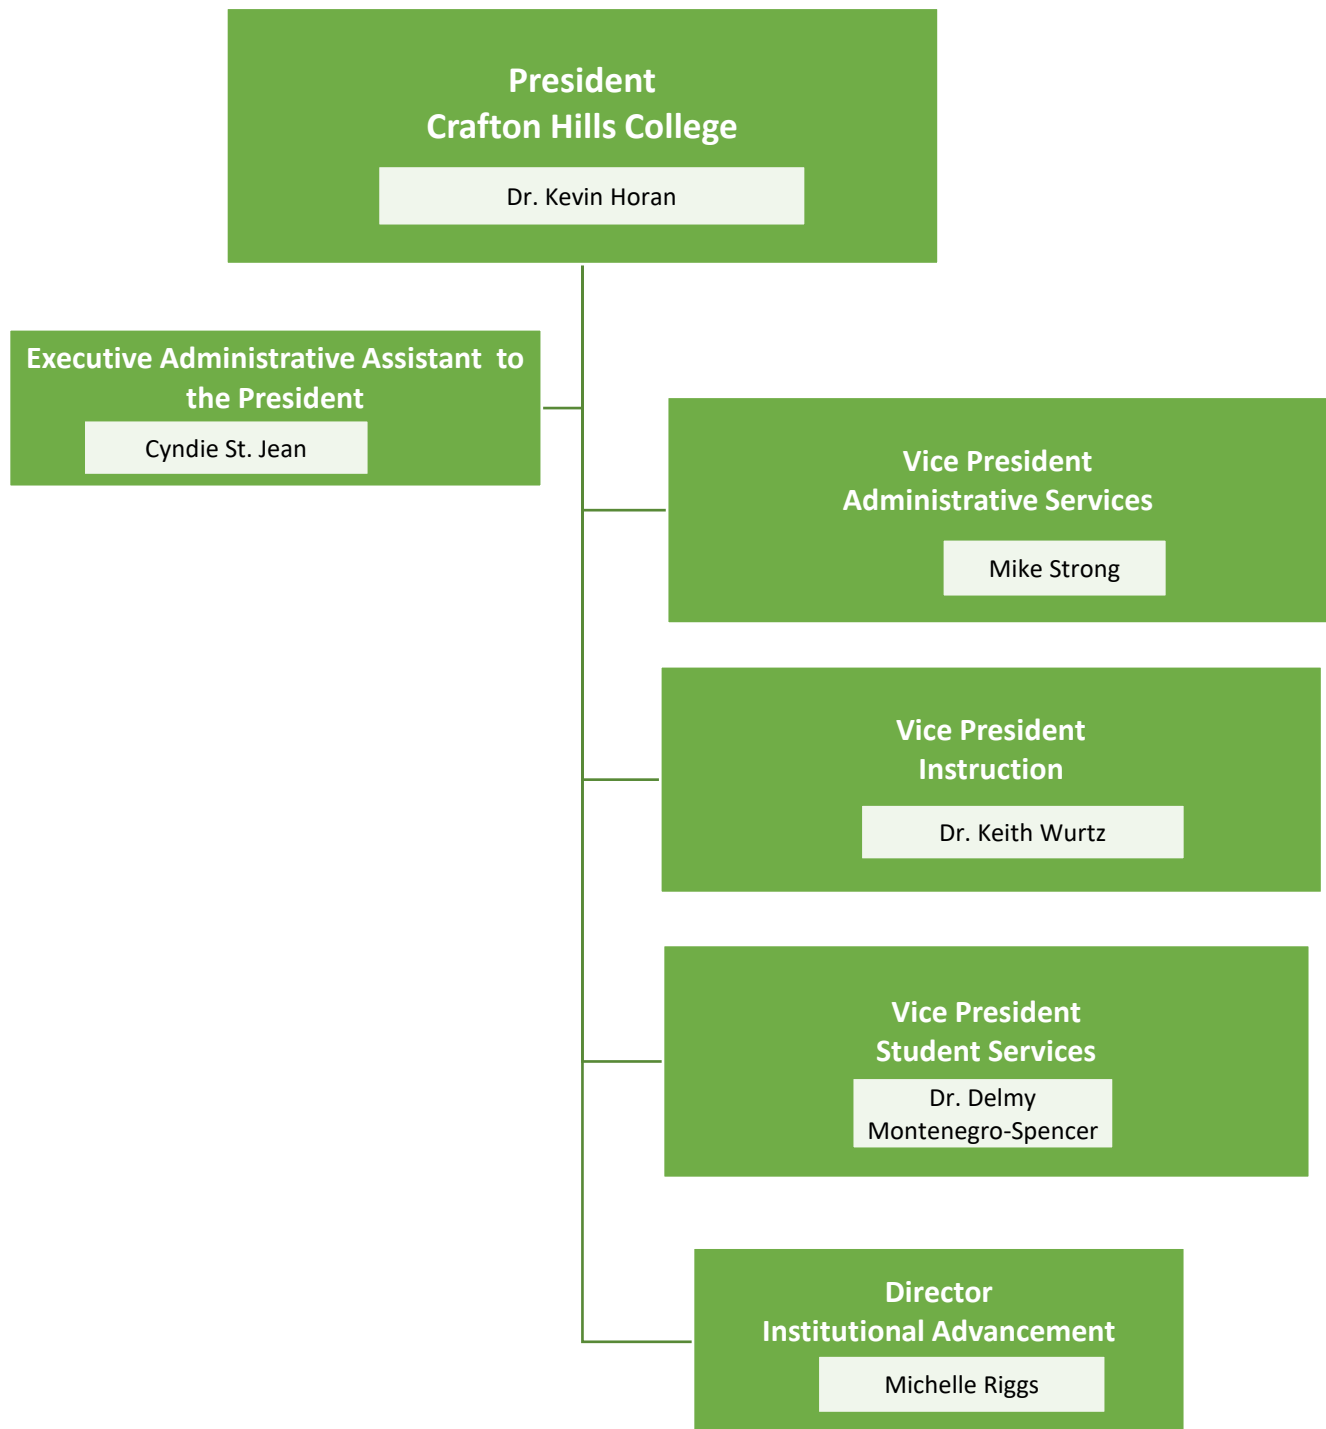 President
Crafton Hills College
Dr. Kevin Horan
Executive Administrative Assistant  to
the President
Cyndie St. Jean
Vice President
Administrative Services
Mike Strong
Vice President
Instruction
Dr. Keith Wurtz
Vice President
Student Services
Dr. Delmy
Montenegro-Spencer
Director
Institutional Advancement
Michelle Riggs